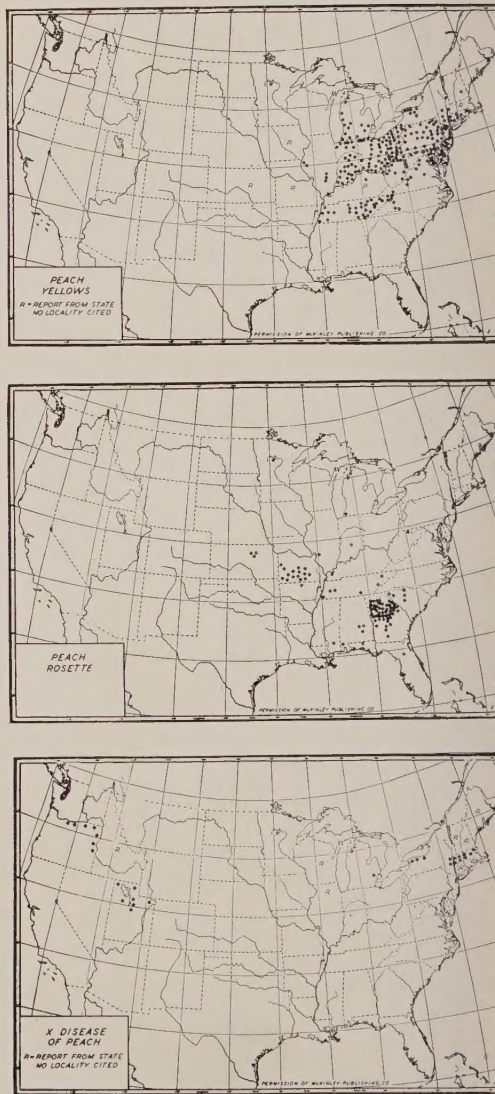 PEACH
YELLOWS
R = REPORT FROM STATE
NO LOCALITY CITED
R
R
R
R
PERMISSION OF McKINLEY PUBLISHING CO
PEACH
ROSETTE
PERMISSION OF McKINLEY PUBLISHING CO
R
R
R
R
R
R
X DISEASE
OF PEACH
R = REPORT FROM STATE
NO LOCALITY CITED
PERMISSION OF McKINLEY PUBLISHING CO